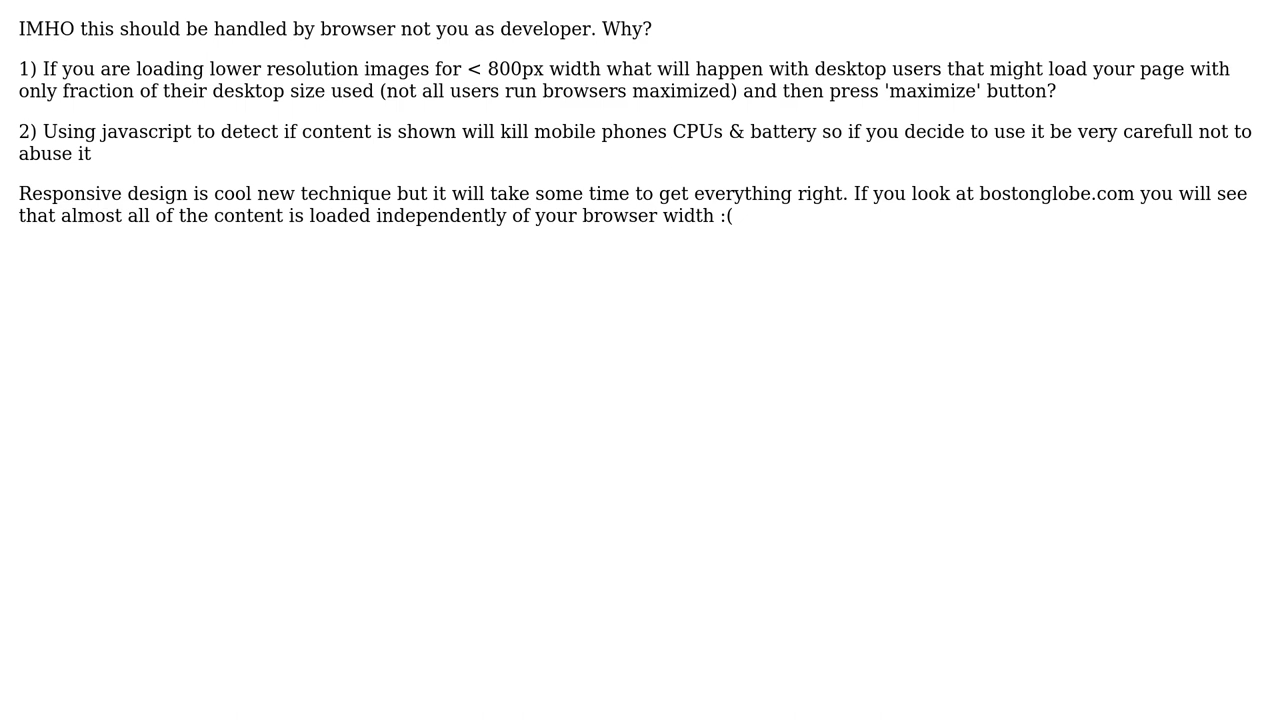 IMHO this should be handled by browser not you as developer. Why?
1) If you are loading lower resolution images for < 800px width what will happen with desktop users that might load your page with
only fraction of their desktop size used (not all users run browsers maximized) and then press 'maximize' button?
2) Using javascript to detect if content is shown will kill mobile phones CPUs & battery so if you decide to use it be very carefull not to
abuse it
Responsive design is cool new technique but it will take some time to get everything right. If you look at bostonglobe.com you will see
that almost all of the content is loaded independently of your browser width :(